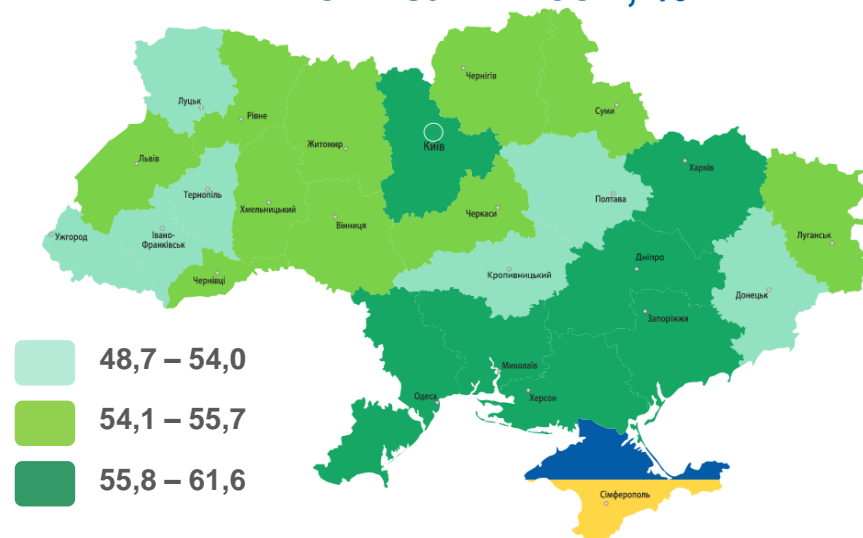 Чернігів
Луцьк
Рівне
Суми
Житомир
Київ
Львів
Харків
Тернопіль
Хмельницький
Вінниця
Черкаси
Полтава
Ужгород
Івано-
Франківськ
Луганськ
Чернівці
Кропивницький
Дніпро
Донецьк
Запоріжжя
48,7 – 54,0
Миколаїв
Одеса
Херсон
54,1 – 55,7
55,8 – 61,6
Сімферополь